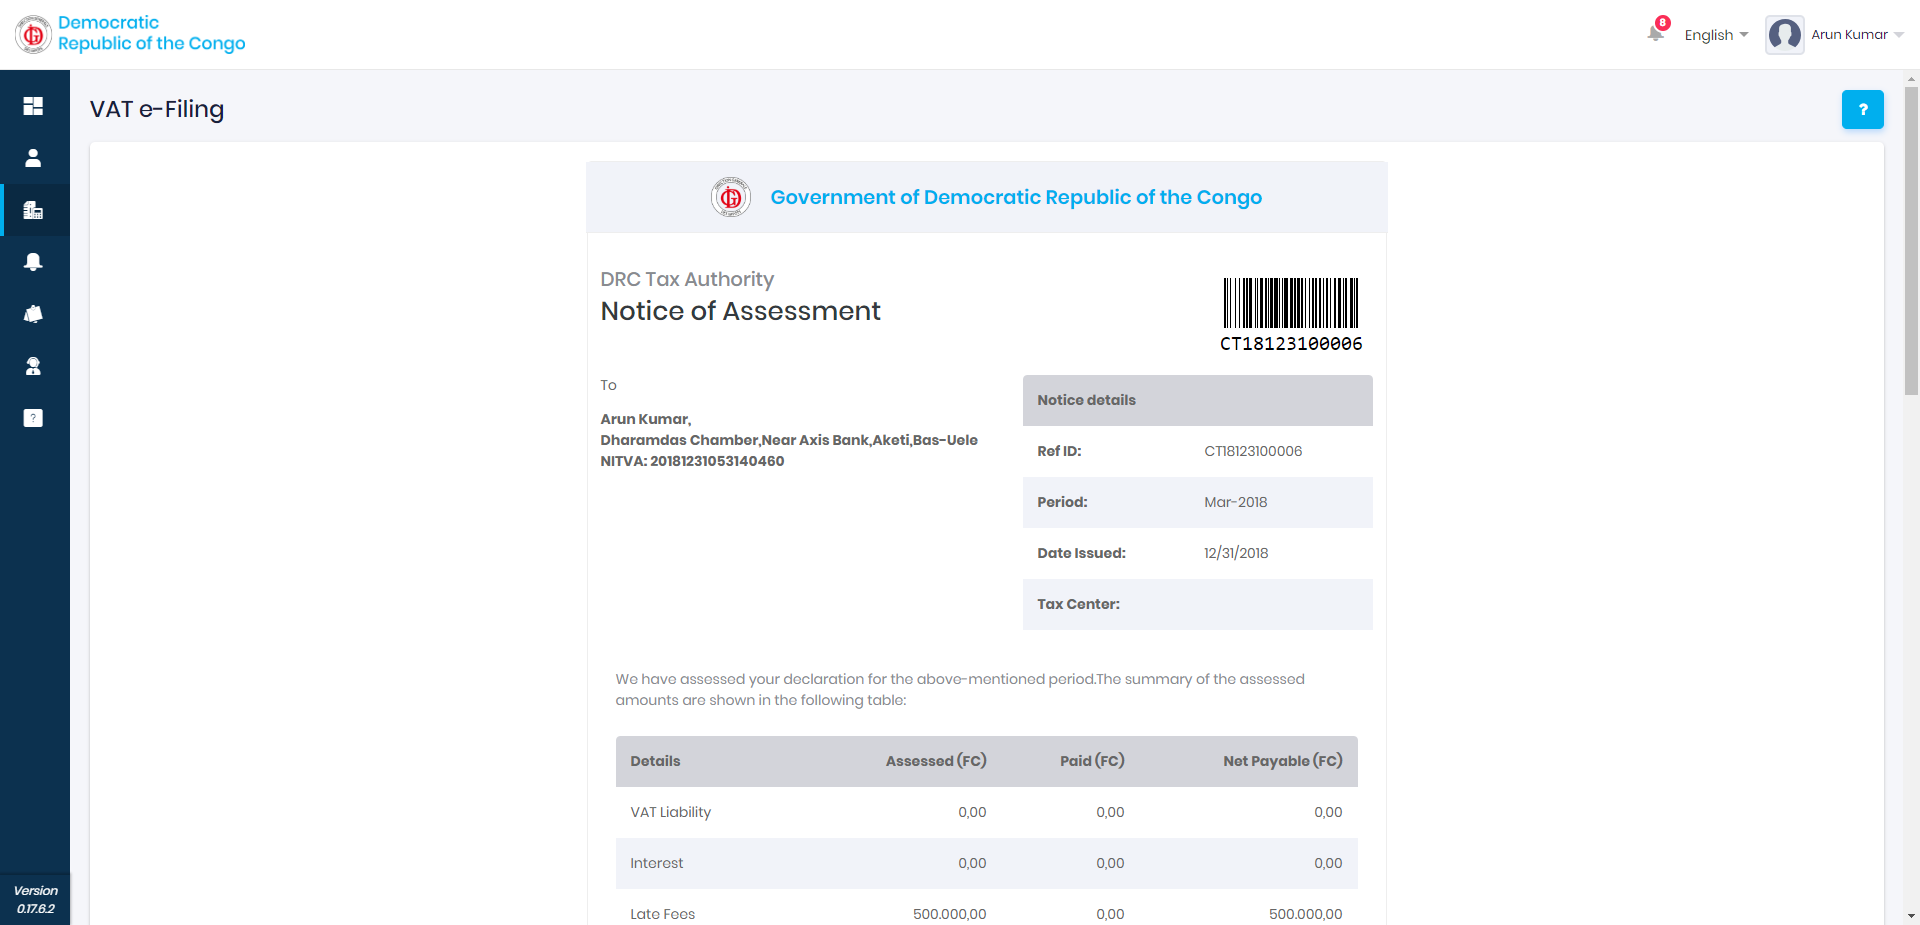 Democratic
Republic of the Congo
8
English
Arun Kumar
VAT e-Filing
?
Government of Democratic Republic of the Congo
DRC Tax Authority
Notice of Assessment
CT18123100006
To
Arun Kumar,
Dharamdas Chamber,Near Axis Bank,Aketi,Bas-Uele
NITVA: 20181231053140460
Notice details
Ref ID: CT18123100006
Period: Mar-2018
Date Issued: 12/31/2018
Tax Center:
We have assessed your declaration for the above-mentioned period.The summary of the assessed
amounts are shown in the following table:
Details Assessed (FC) Paid (FC) Net Payable (FC)
VAT Liability 0,00 0,00 0,00
Interest 0,00 0,00 0,00
Late Fees 500.000,00 0,00 500.000,00
?
Version
0.17.6.2